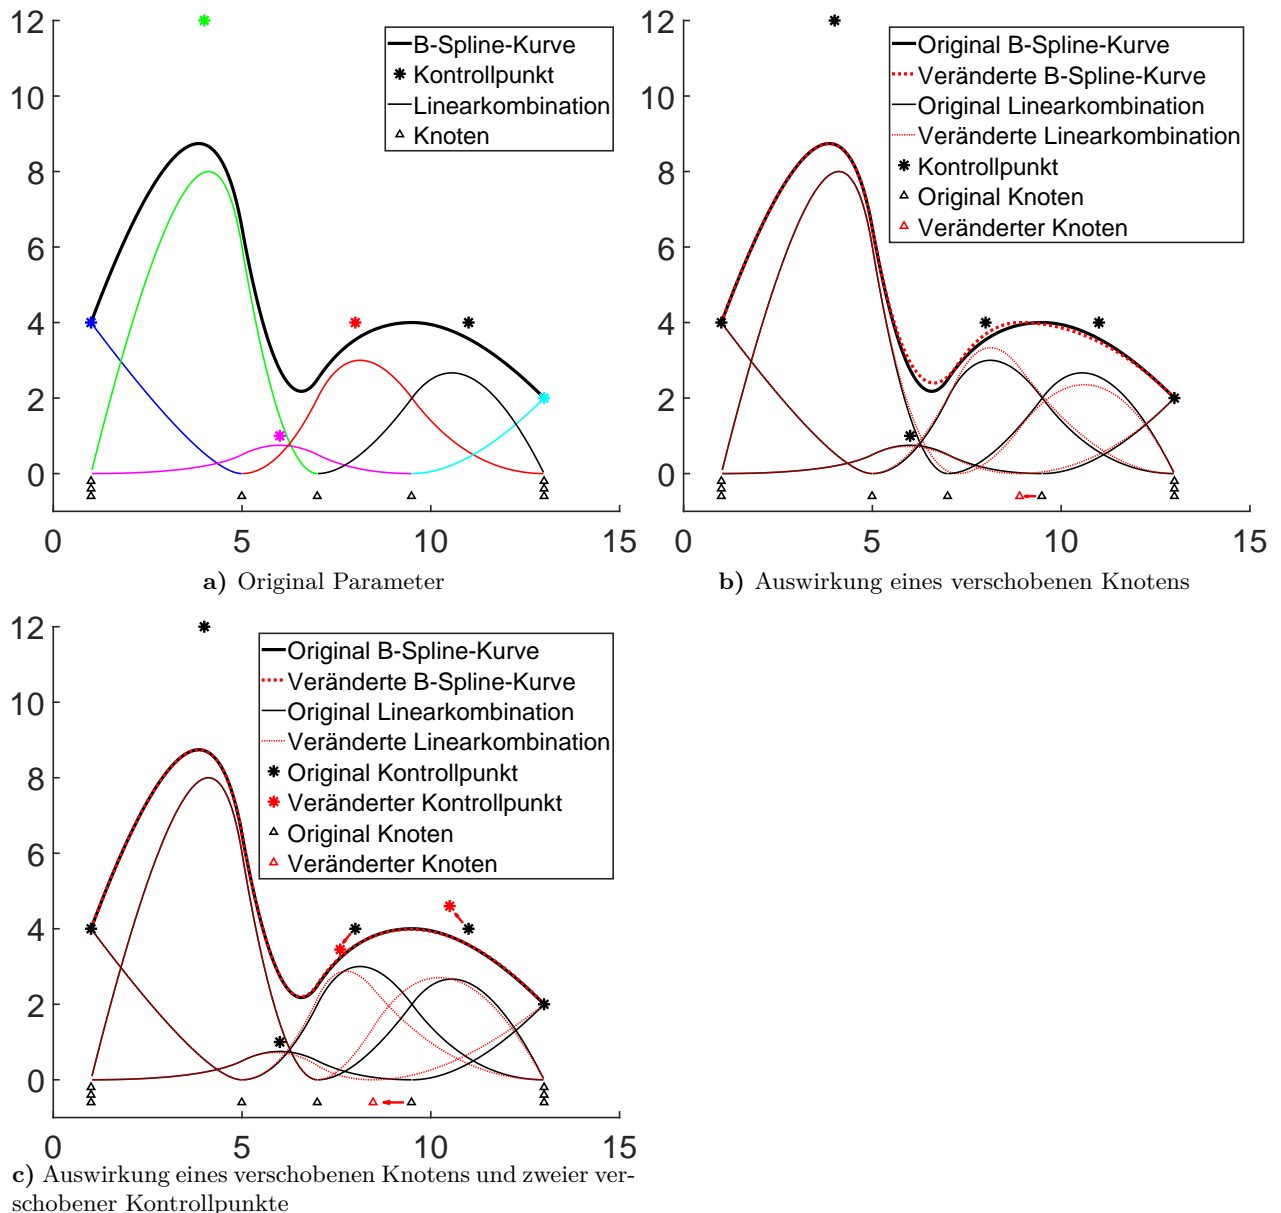 12
10
8
6
4
2
0
0 5 10 15
B-Spline-Kurve
Kontrollpunkt
Linearkombination
Knoten
a) Original Parameter
12
10
8
6
4
2
0
0 5 10 15
Original B-Spline-Kurve
Veränderte B-Spline-Kurve
Original Linearkombination
Veränderte Linearkombination
Kontrollpunkt
Original Knoten
Veränderter Knoten
b) Auswirkung eines verschobenen Knotens
12
10
8
6
4
2
0
0 5 10 15
Original B-Spline-Kurve
Veränderte B-Spline-Kurve
Original Linearkombination
Veränderte Linearkombination
Original Kontrollpunkt
Veränderter Kontrollpunkt
Original Knoten
Veränderter Knoten
c) Auswirkung eines verschobenen Knotens und zweier ver-
schobener Kontrollpunkte